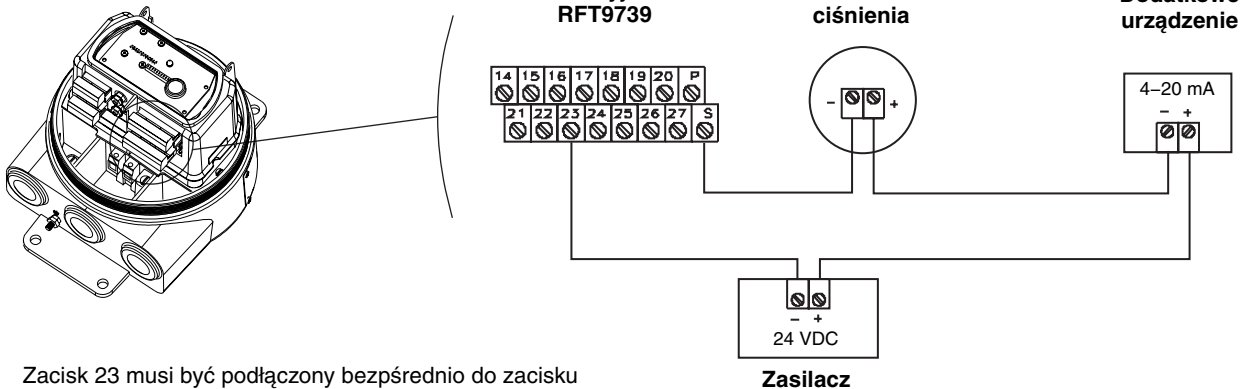 RFT9739
ciśnienia
urządzenie
14 15 16 17 18 19 20 P
21 22 23 24 25 26 27 S
- +
4–20 mA
– +
– +
24 VDC
Zacisk 23 musi być podłączony bezpśrednio do zacisku
Zasilacz